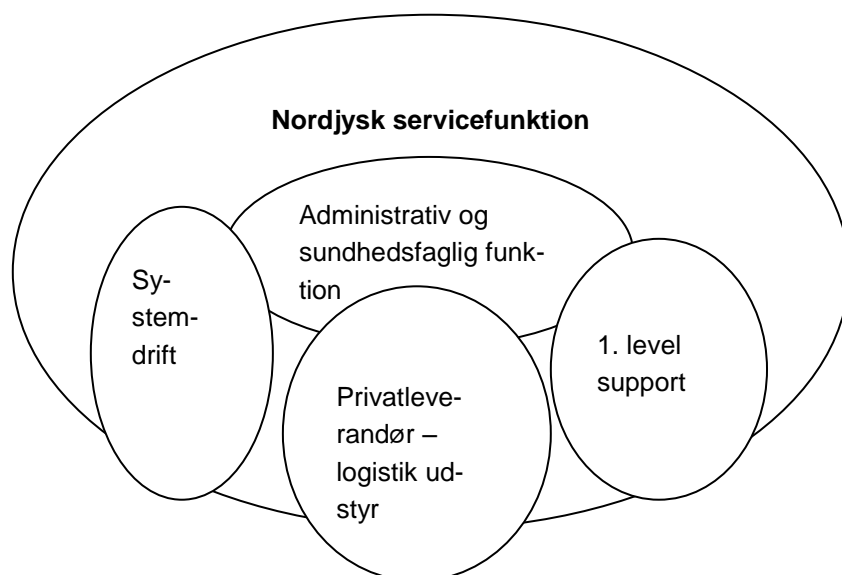 Nordjysk servicefunktion
Administrativ og
sundhedsfaglig funk-
tion
Sy-
stem-
drift
1. level
support
Privatleve-
randør –
logistik ud-
styr